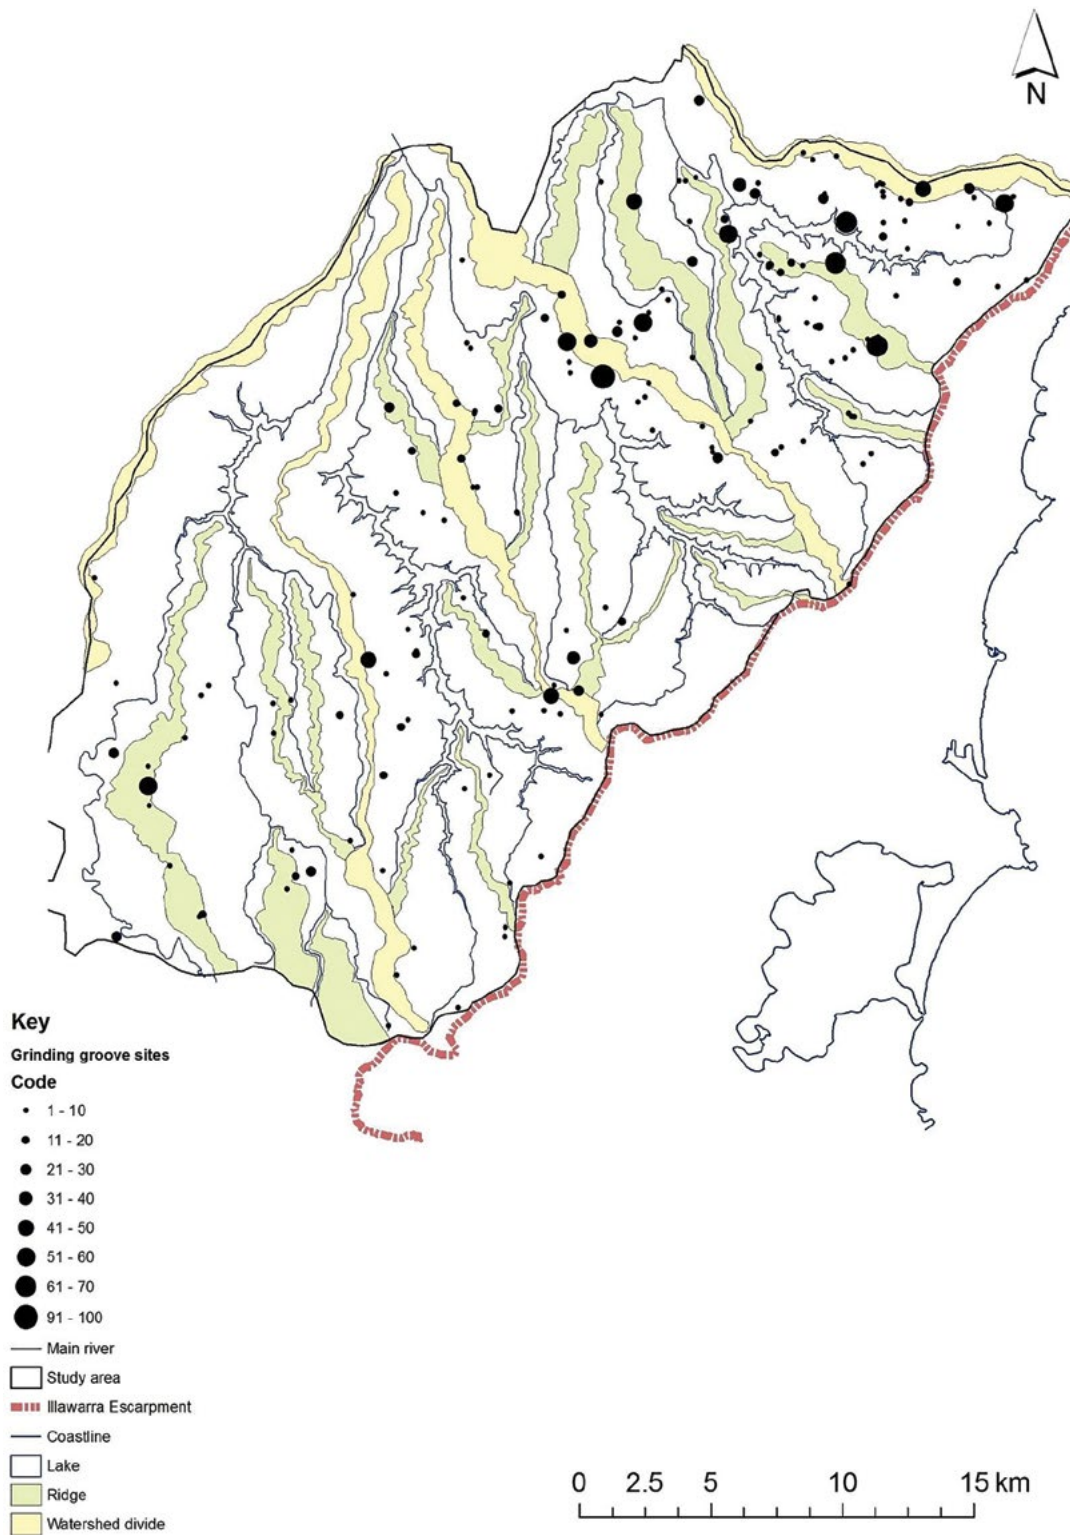 N
Key
Grinding groove sites
Code
1 - 10
11 - 20
21 - 30
31 - 40
41 - 50
51 - 60
61 - 70
91 - 100
Main river
Study area
Illawarra Escarpment
Coastline
Lake
Ridge
Watershed divide
0 2.5 5 10 15 km